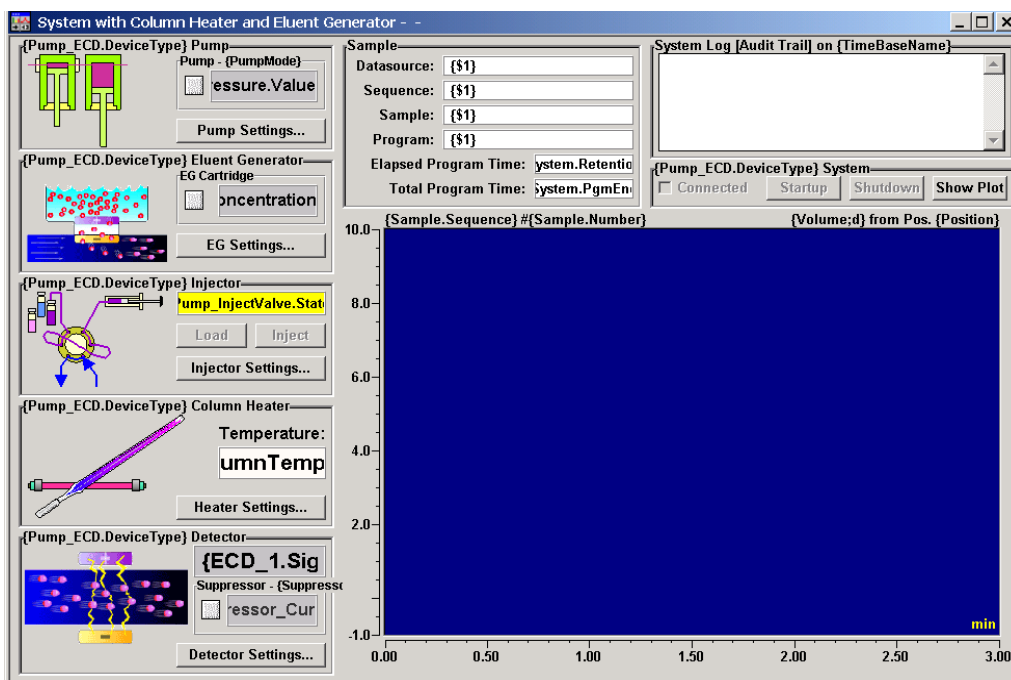 System with Column Heater and Eluent Generator - -
{Pump_ECD.DeviceType} Pump
Pump - {PumpMode}
essure.Value
Pump Settings...
{Pump_ECD.DeviceType} Eluent Generator
EG Cartridge
oncentration
EG Settings...
{Pump_ECD.DeviceType} Injector
Pump_InjectValve.State
Load
Inject
Injector Settings...
{Pump_ECD.DeviceType} Column Heater
Temperature:
umnTemp
Heater Settings...
{Pump_ECD.DeviceType} Detector
{ECD_1.Sig
Suppressor - {Suppresso
ressor_Cur
Detector Settings...
Sample
Datasource: {$1}
Sequence: {$1}
Sample: {$1}
Program: {$1}
Elapsed Program Time: ystem.Retentio
Total Program Time: System.PgmEn
System Log [Audit Trail] on {TimeBaseName}
{Pump_ECD.DeviceType} System
Connected
Startup
Shutdown
Show Plot
{Sample.Sequence} #{Sample.Number}
{Volume;d} from Pos. {Position}
10.0
8.0
6.0
4.0
2.0
-1.0
min
0.00 0.50 1.00 1.50 2.00 2.50 3.00